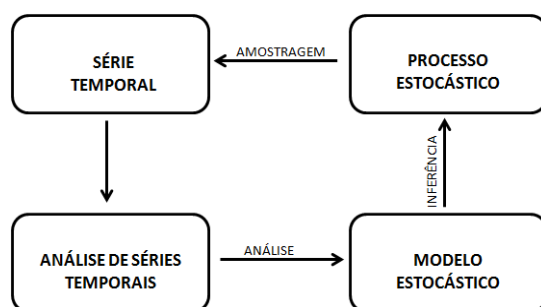 SÉRIE
TEMPORAL
AMOSTRAGEM
PROCESSO
ESTOCÁSTICO
INFERÊNCIA
ANÁLISE DE SÉRIES
TEMPORAIS
ANÁLISE
MODELO
ESTOCÁSTICO